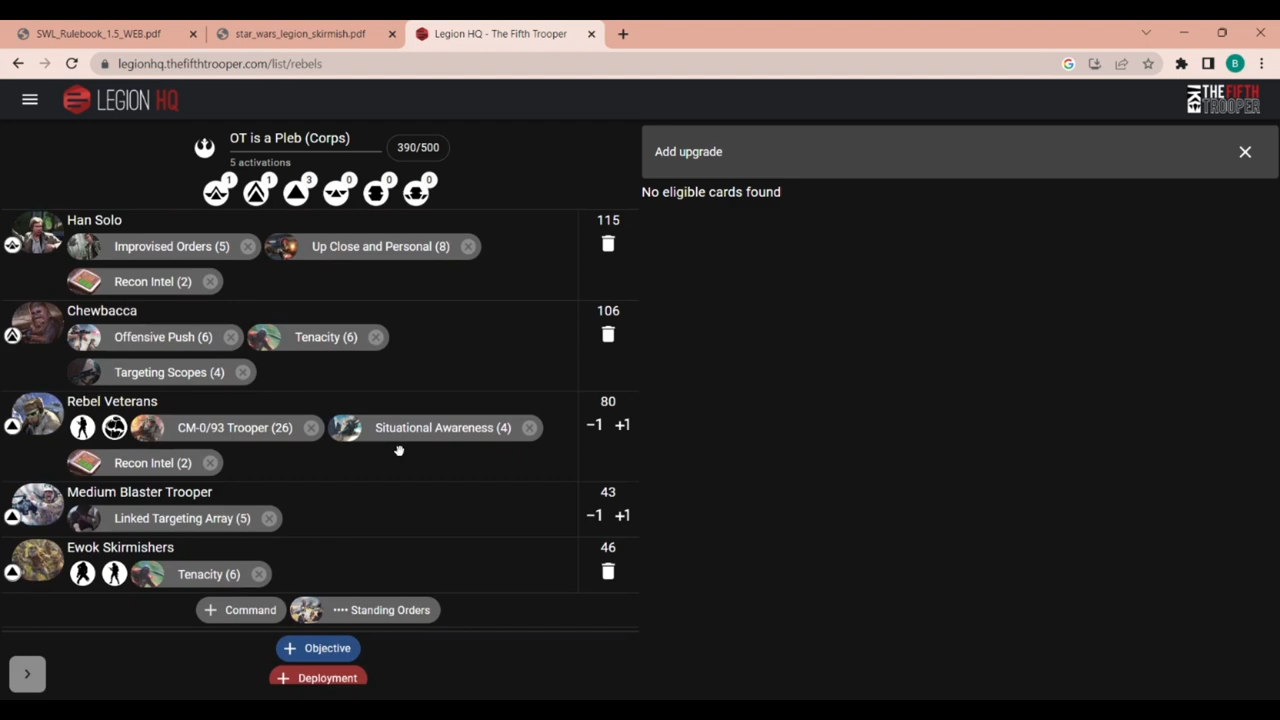 SWL_Rulebook_1.5_WEB.pdf
star_wars_legion_skirmish.pdf
Legion HQ - The Fifth Trooper
legionhq.thefifthtrooper.com/list/rebels
B
LEGION HQ
THE FIFTH
TROOPER
OT is a Pleb (Corps)
390/500
5 activations
1
1
3
0
0
0
Han Solo
115
Improvised Orders (5)
Up Close and Personal (8)
Recon Intel (2)
Chewbacca
106
Offensive Push (6)
Tenacity (6)
Targeting Scopes (4)
Rebel Veterans
80
CM-0/93 Trooper (26)
Situational Awareness (4)
−1 +1
Recon Intel (2)
Medium Blaster Trooper
43
Linked Targeting Array (5)
−1 +1
Ewok Skirmishers
46
Tenacity (6)
+ Command
•••• Standing Orders
+ Objective
+ Deployment
Add upgrade
No eligible cards found